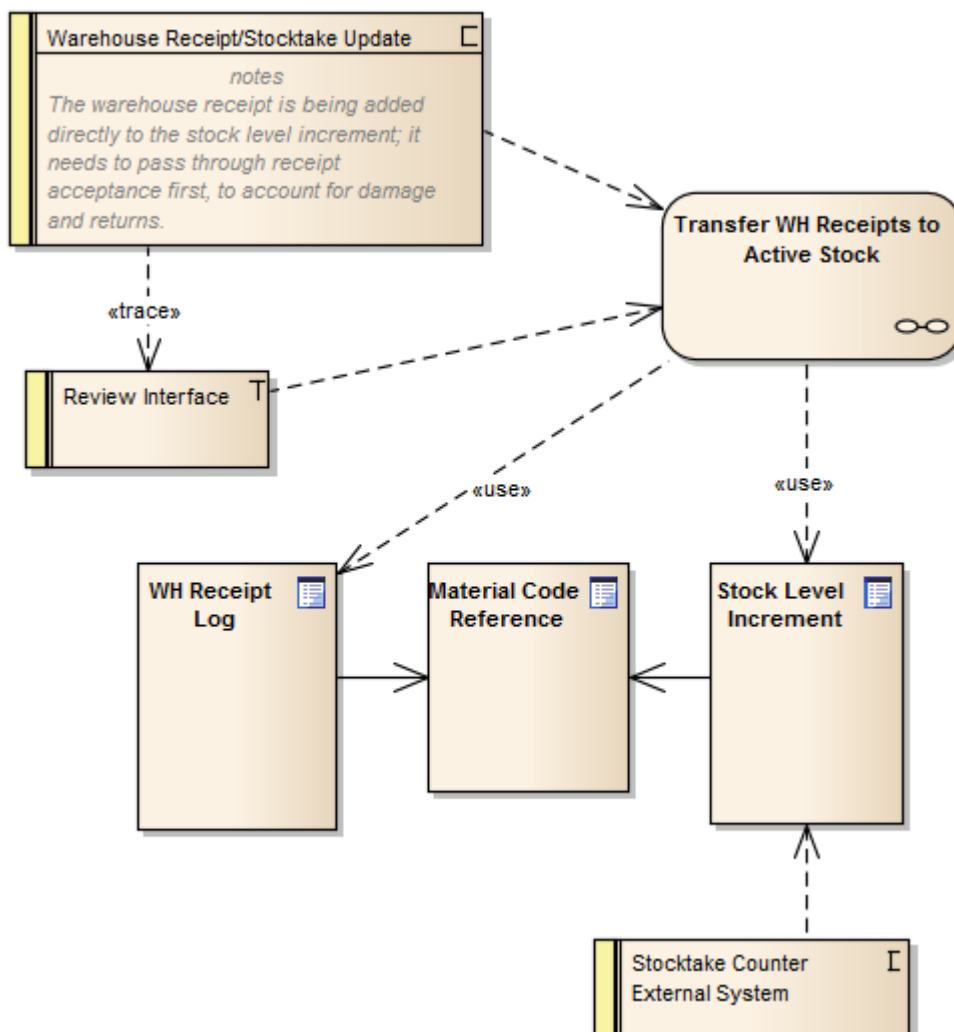 Warehouse Receipt/Stocktake Update
notes
The warehouse receipt is being added
directly to the stock level increment; it
needs to pass through receipt
acceptance first, to account for damage
and returns.
Transfer WH Receipts to
Active Stock
«trace»
Review Interface
«use»
«use»
WH Receipt
Log
Material Code
Reference
Stock Level
Increment
Stocktake Counter
External System